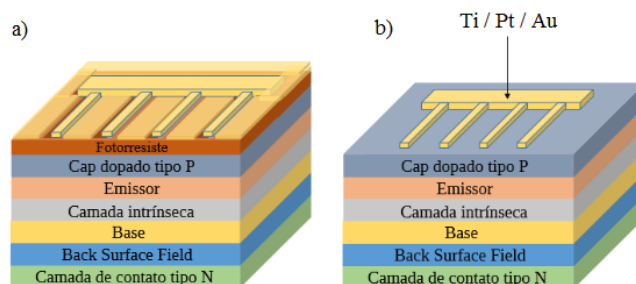 a)
Fotorresiste
Cap dopado tipo P
Emissor
Camada intrínseca
Base
Back Surface Field
Camada de contato tipo N
b)
Ti / Pt / Au
Cap dopado tipo P
Emissor
Camada intrínseca
Base
Back Surface Field
Camada de contato tipo N